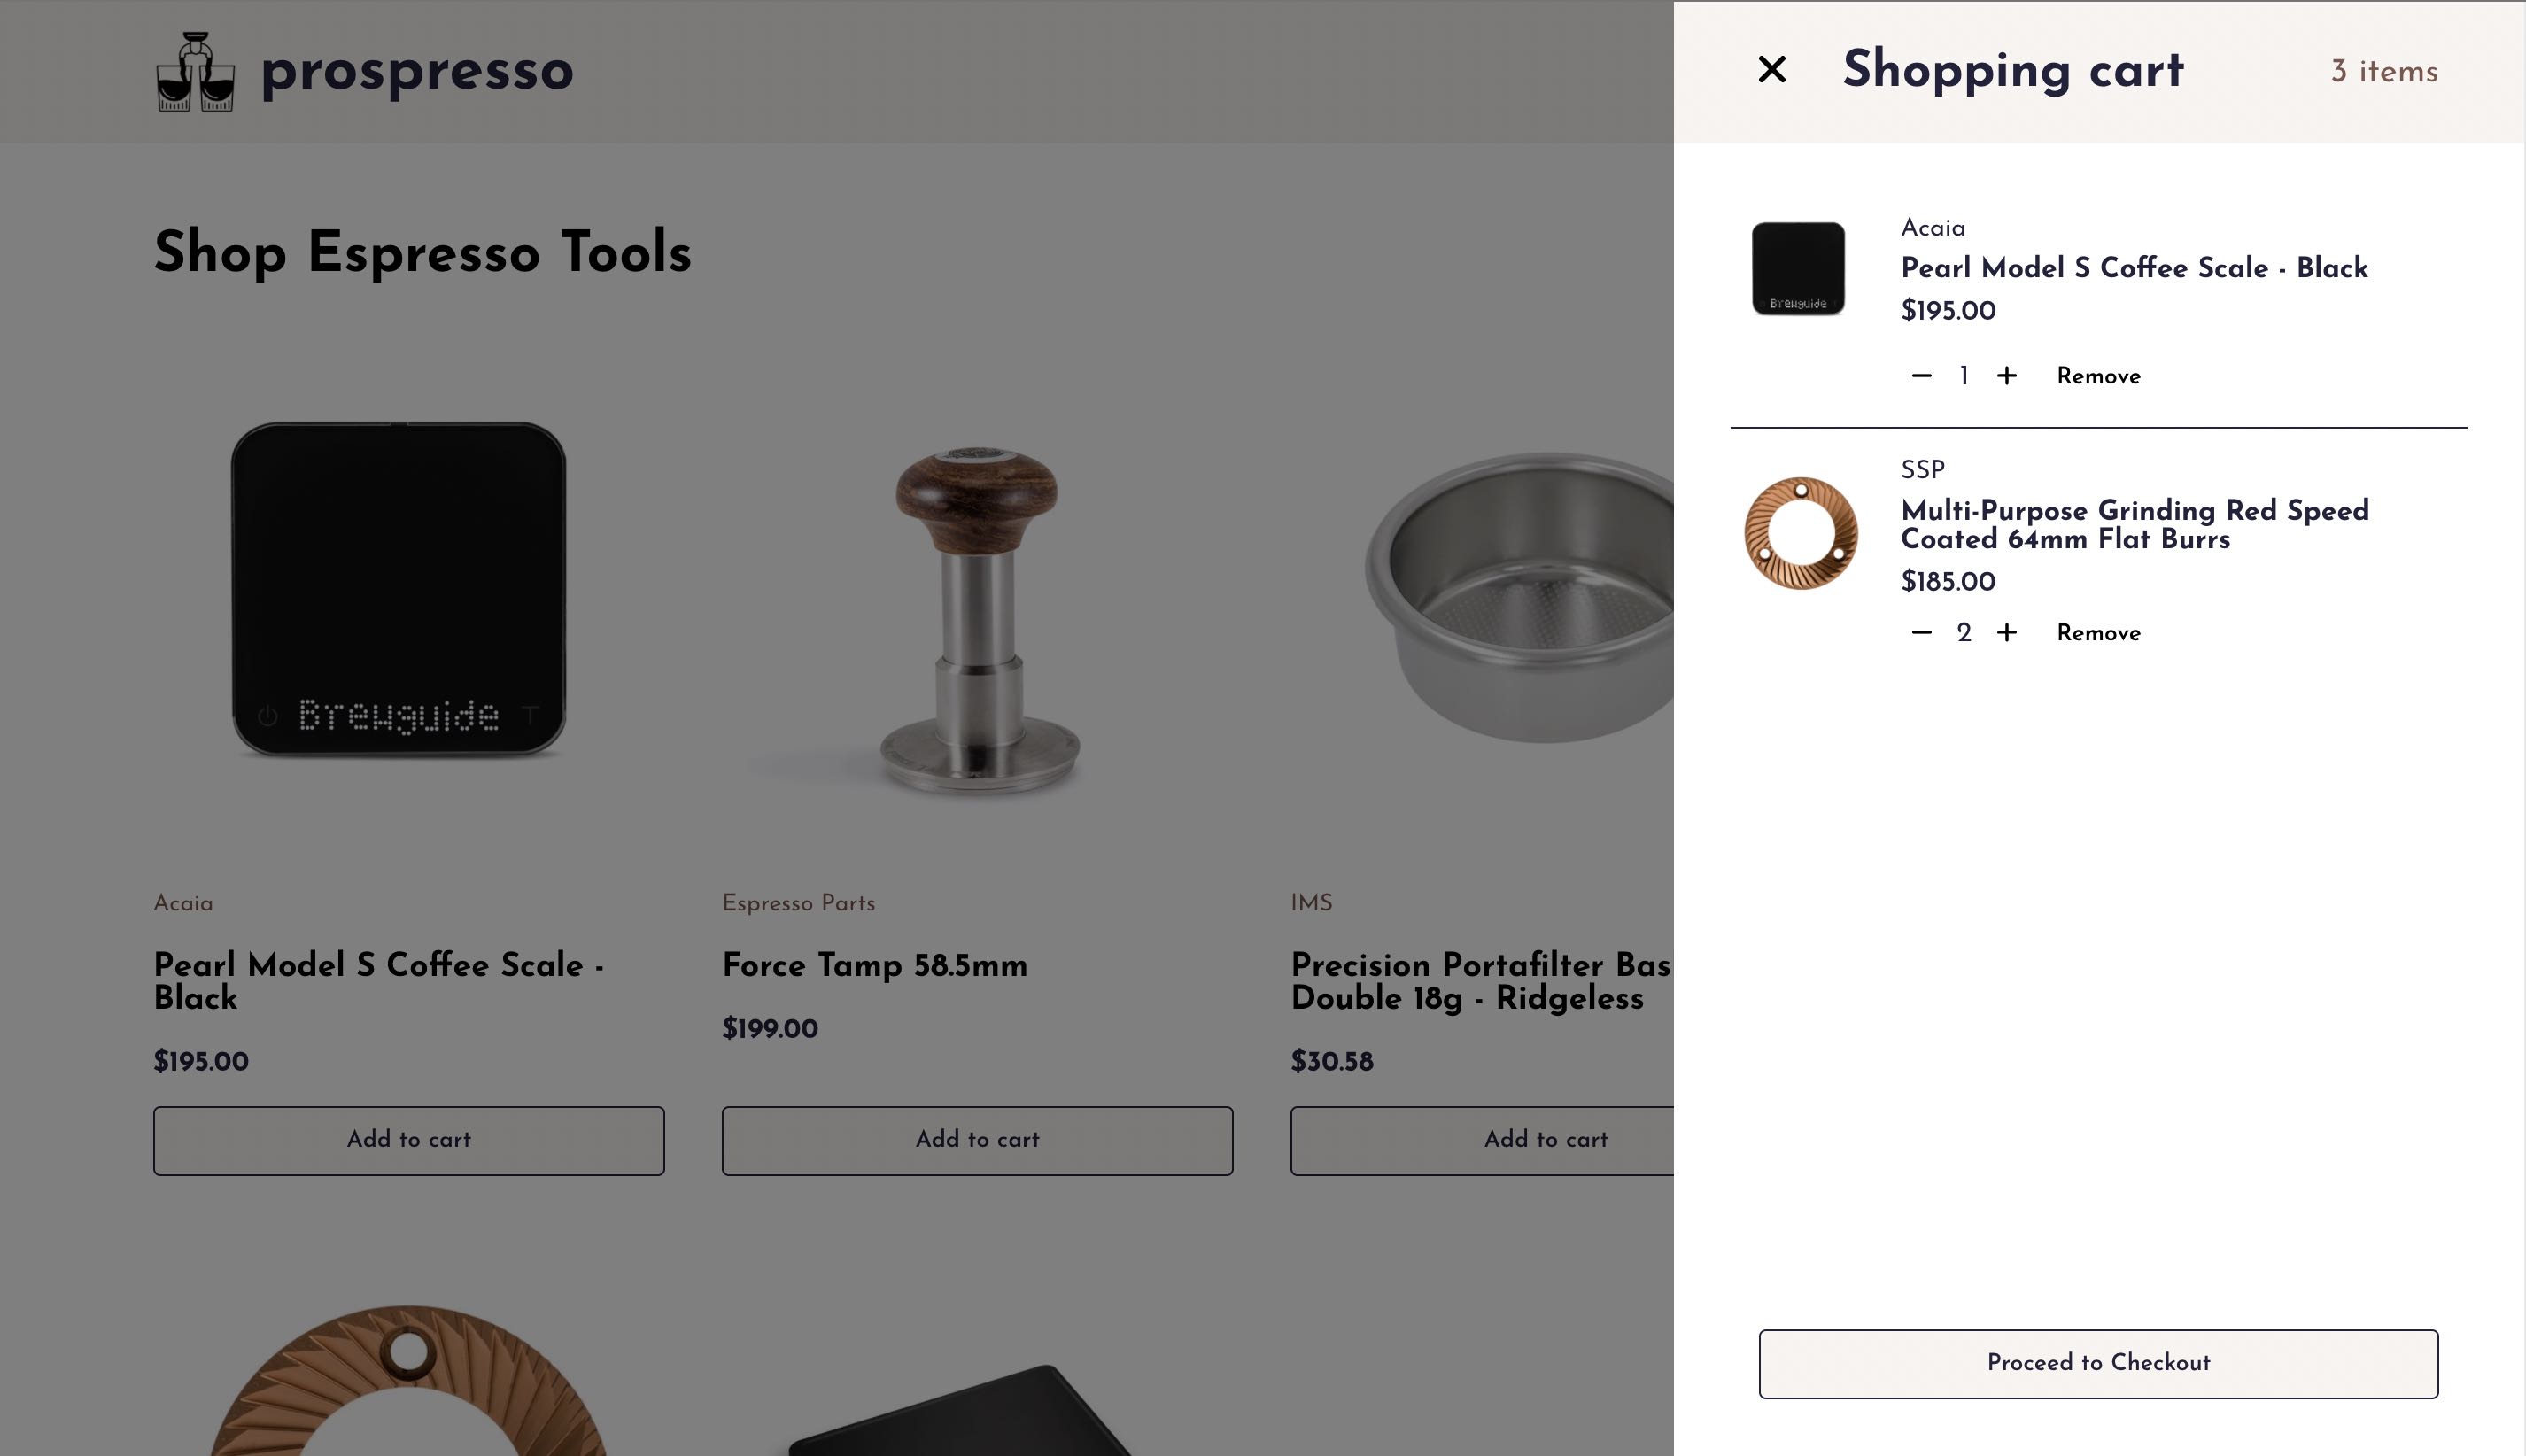 prospresso
Shop Espresso Tools
Brewguide
Acaia
Pearl Model S Coffee Scale -
Black
$195.00
Add to cart
Espresso Parts
Force Tamp 58.5mm
$199.00
Add to cart
IMS
Precision Portafilter Bas
Double 18g - Ridgeless
$30.58
Add to cart
Shopping cart
3 items
Brewguide
Acaia
Pearl Model S Coffee Scale - Black
$195.00
1
Remove
SSP
Multi-Purpose Grinding Red Speed
Coated 64mm Flat Burrs
$185.00
2
Remove
Proceed to Checkout